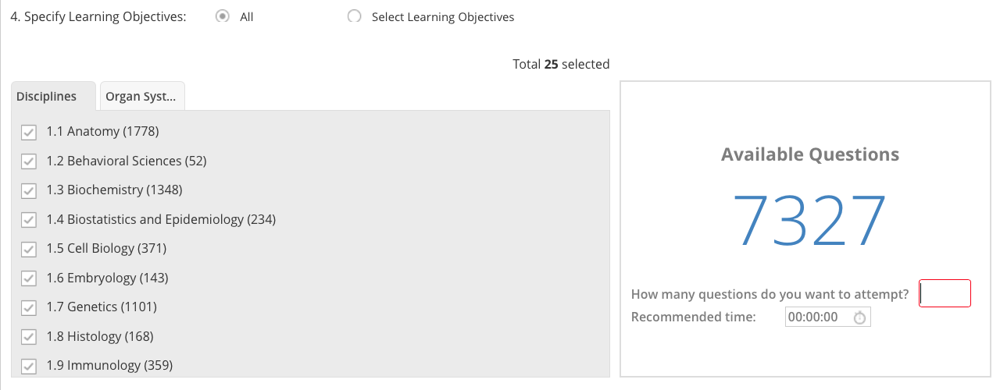 4. Specify Learning Objectives: All Select Learning Objectives
Total 25 selected
Disciplines Organ Syst...
1.1 Anatomy (1778)
1.2 Behavioral Sciences (52)
1.3 Biochemistry (1348)
1.4 Biostatistics and Epidemiology (234)
1.5 Cell Biology (371)
1.6 Embryology (143)
1.7 Genetics (1101)
1.8 Histology (168)
1.9 Immunology (359)
Available Questions
7327
How many questions do you want to attempt?
Recommended time: 00:00:00